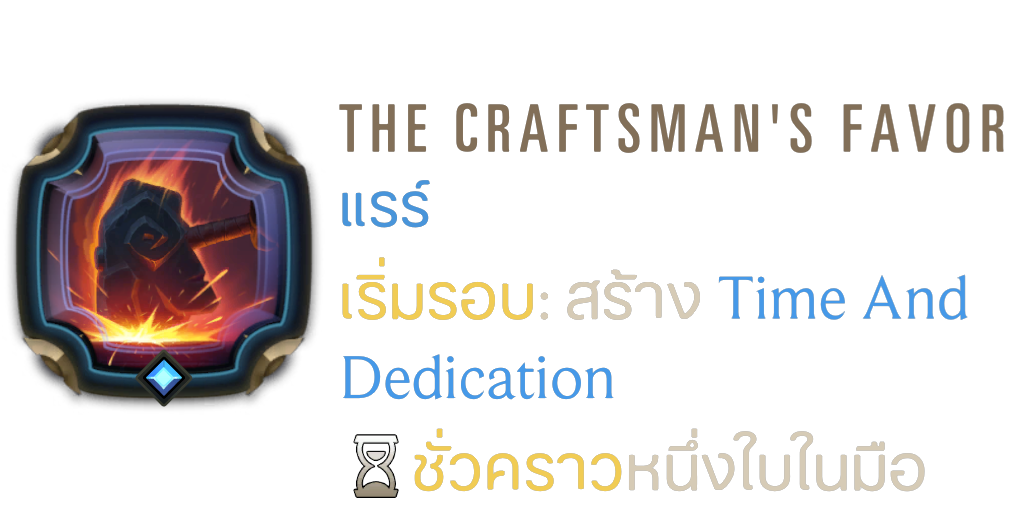 THE CRAFTSMAN'S FAVOR
แรร์
เริ่มรอบ: สร้าง Time And
Dedication
ชั่วคราวหนึ่งใบในมือ